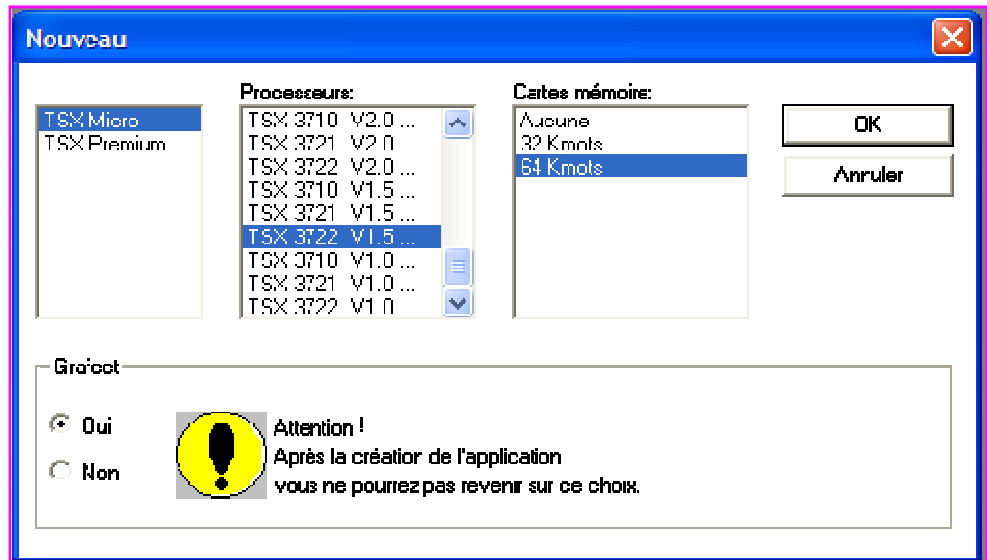 Nouveau
Processeurs:
Cartes mémoire:
TSX Micro
TSX Premium
TSX 3710 V2.0 ...
TSX 3721 V2.0 ...
TSX 3722 V2.0 ...
TSX 3710 V1.5 ...
TSX 3721 V1.5 ...
TSX 3722 V1.5 ...
TSX 3710 V1.0 ...
TSX 3721 V1.0 ...
TSX 3722 V1.0
Aucune
32 Kmots
64 Kmots
OK
Annuler
Grafcet
Oui
Non
Attention !
Après la création de l'application
vous ne pourrez pas revenir sur ce choix.